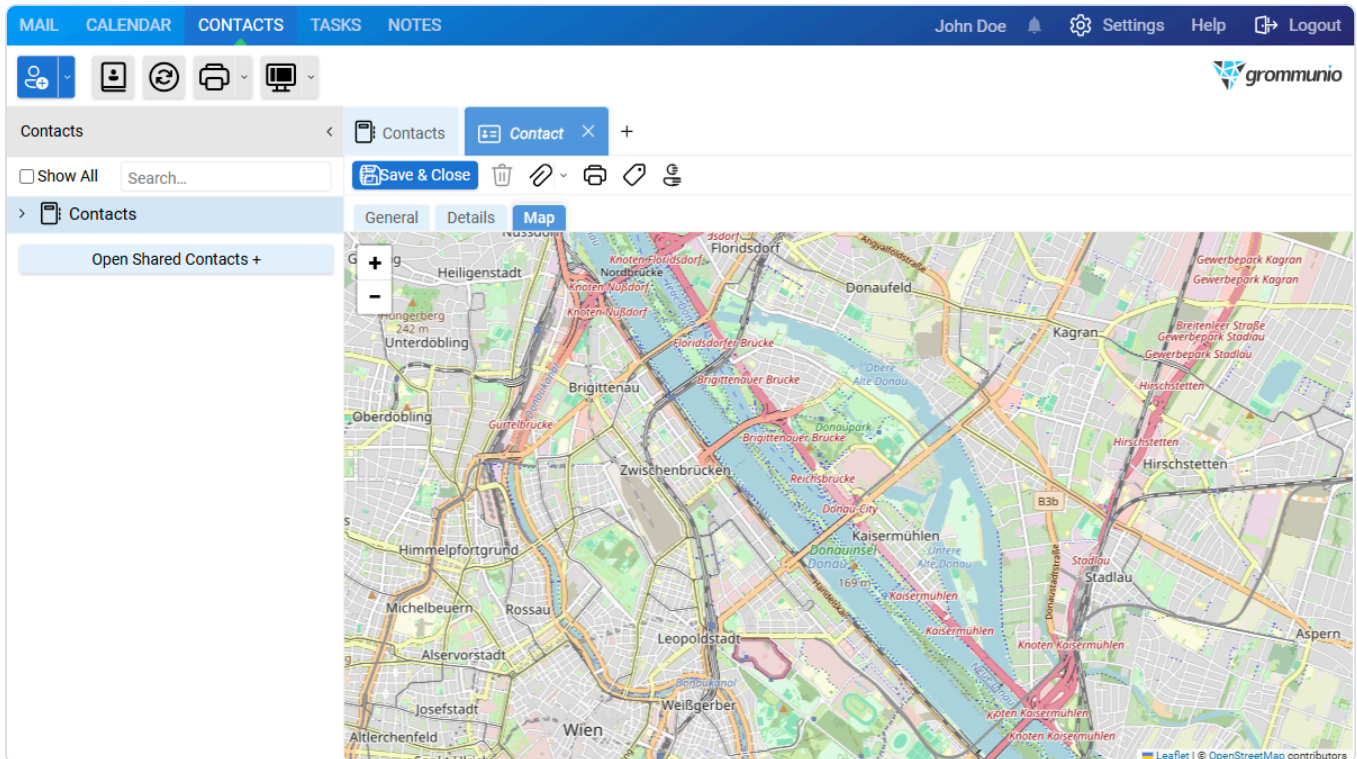 MAIL CALENDAR CONTACTS TASKS NOTES John Doe Settings Help Logout
grommunio
Contacts Contacts Contact
Show All Search... Save & Close
Contacts General Details Map
Open Shared Contacts +
+
-
Floridsdorf
Knoten Floridsdorf
Angyalföldstraße
Gewerbepark Kagran
Heiligenstadt
Nordbrücke
Gewerbepark Kagran
Knoten Nußdorf
Donaufeld
Knoten-Nußdorf
242 m
Breitenleer Straße
Kagran
Gewerbepark Stadlau
Unterdöbling
Floridsdorfer Brücke
Gewerbepark Stadlau
Obere
Alte Donau
Brigittenau
Brigittenauer Brücke
Hirschstetten
Donaukanal
Oberdöbling
Gürtelbrücke
Donaupark
Brigittenauer Brücke
Hirschstetten
Zwischenbrücken
Hirschstetten
Reichsbrücke
B3b
Donau-City
Kaisermühlen
Himmelpfortgrund
Donauinsel
Untere
Alte Donau
Donau
Stadlau
169 m
Stadlau
Kaisermühlen
Donaustadtstraße
Handelskai
Michelbeuern
Rossau
Kaisermühlen
Aspern
Leopoldstadt
Knoten Kaisermühlen
Alservorstadt
Donaukanal
Josefstadt
Weißgerber
Knoten Kaisermühlen
Wien
Altlerchenfeld
Knoten Kaisermühlen
Leaflet | © OpenStreetMap contributors